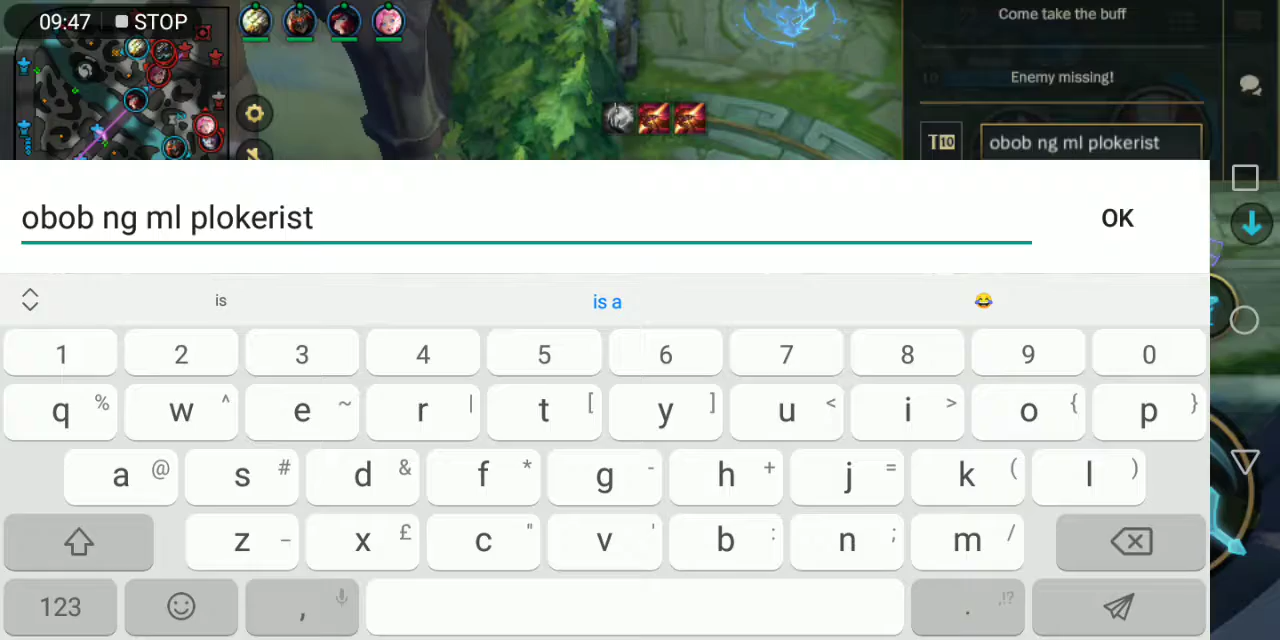 09:47 STOP
Come take the buff
Enemy missing!
T10 obob ng ml plokerist
obob ng ml plokerist OK
is is a 😂
1 2 3 4 5 6 7 8 9 0
q % w ^ e ~ r | t [ y ] u < i > o { p }
a @ s # d & f * g - h + j = k ( l )
z – x £ c " v ' b : n ; m /
123 , . ,!?